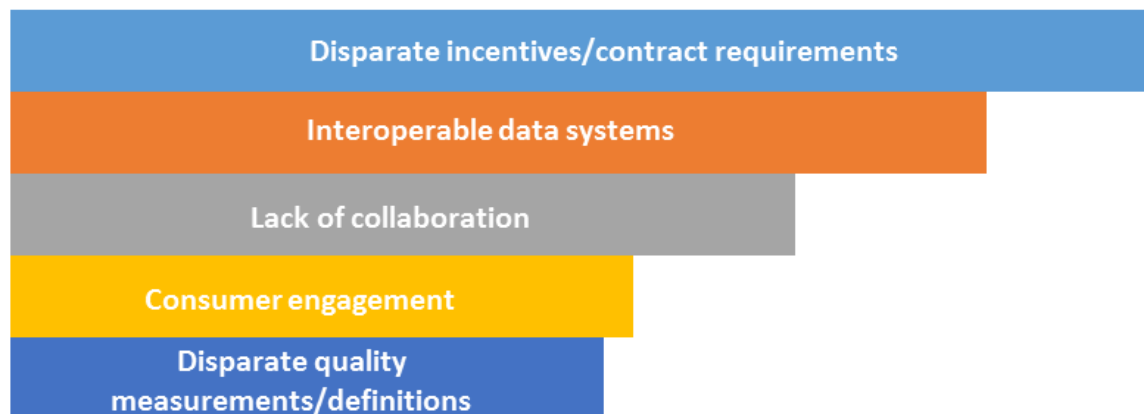 Disparate incentives/contract requirements
Interoperable data systems
Lack of collaboration
Consumer engagement
Disparate quality
measurements/definitions